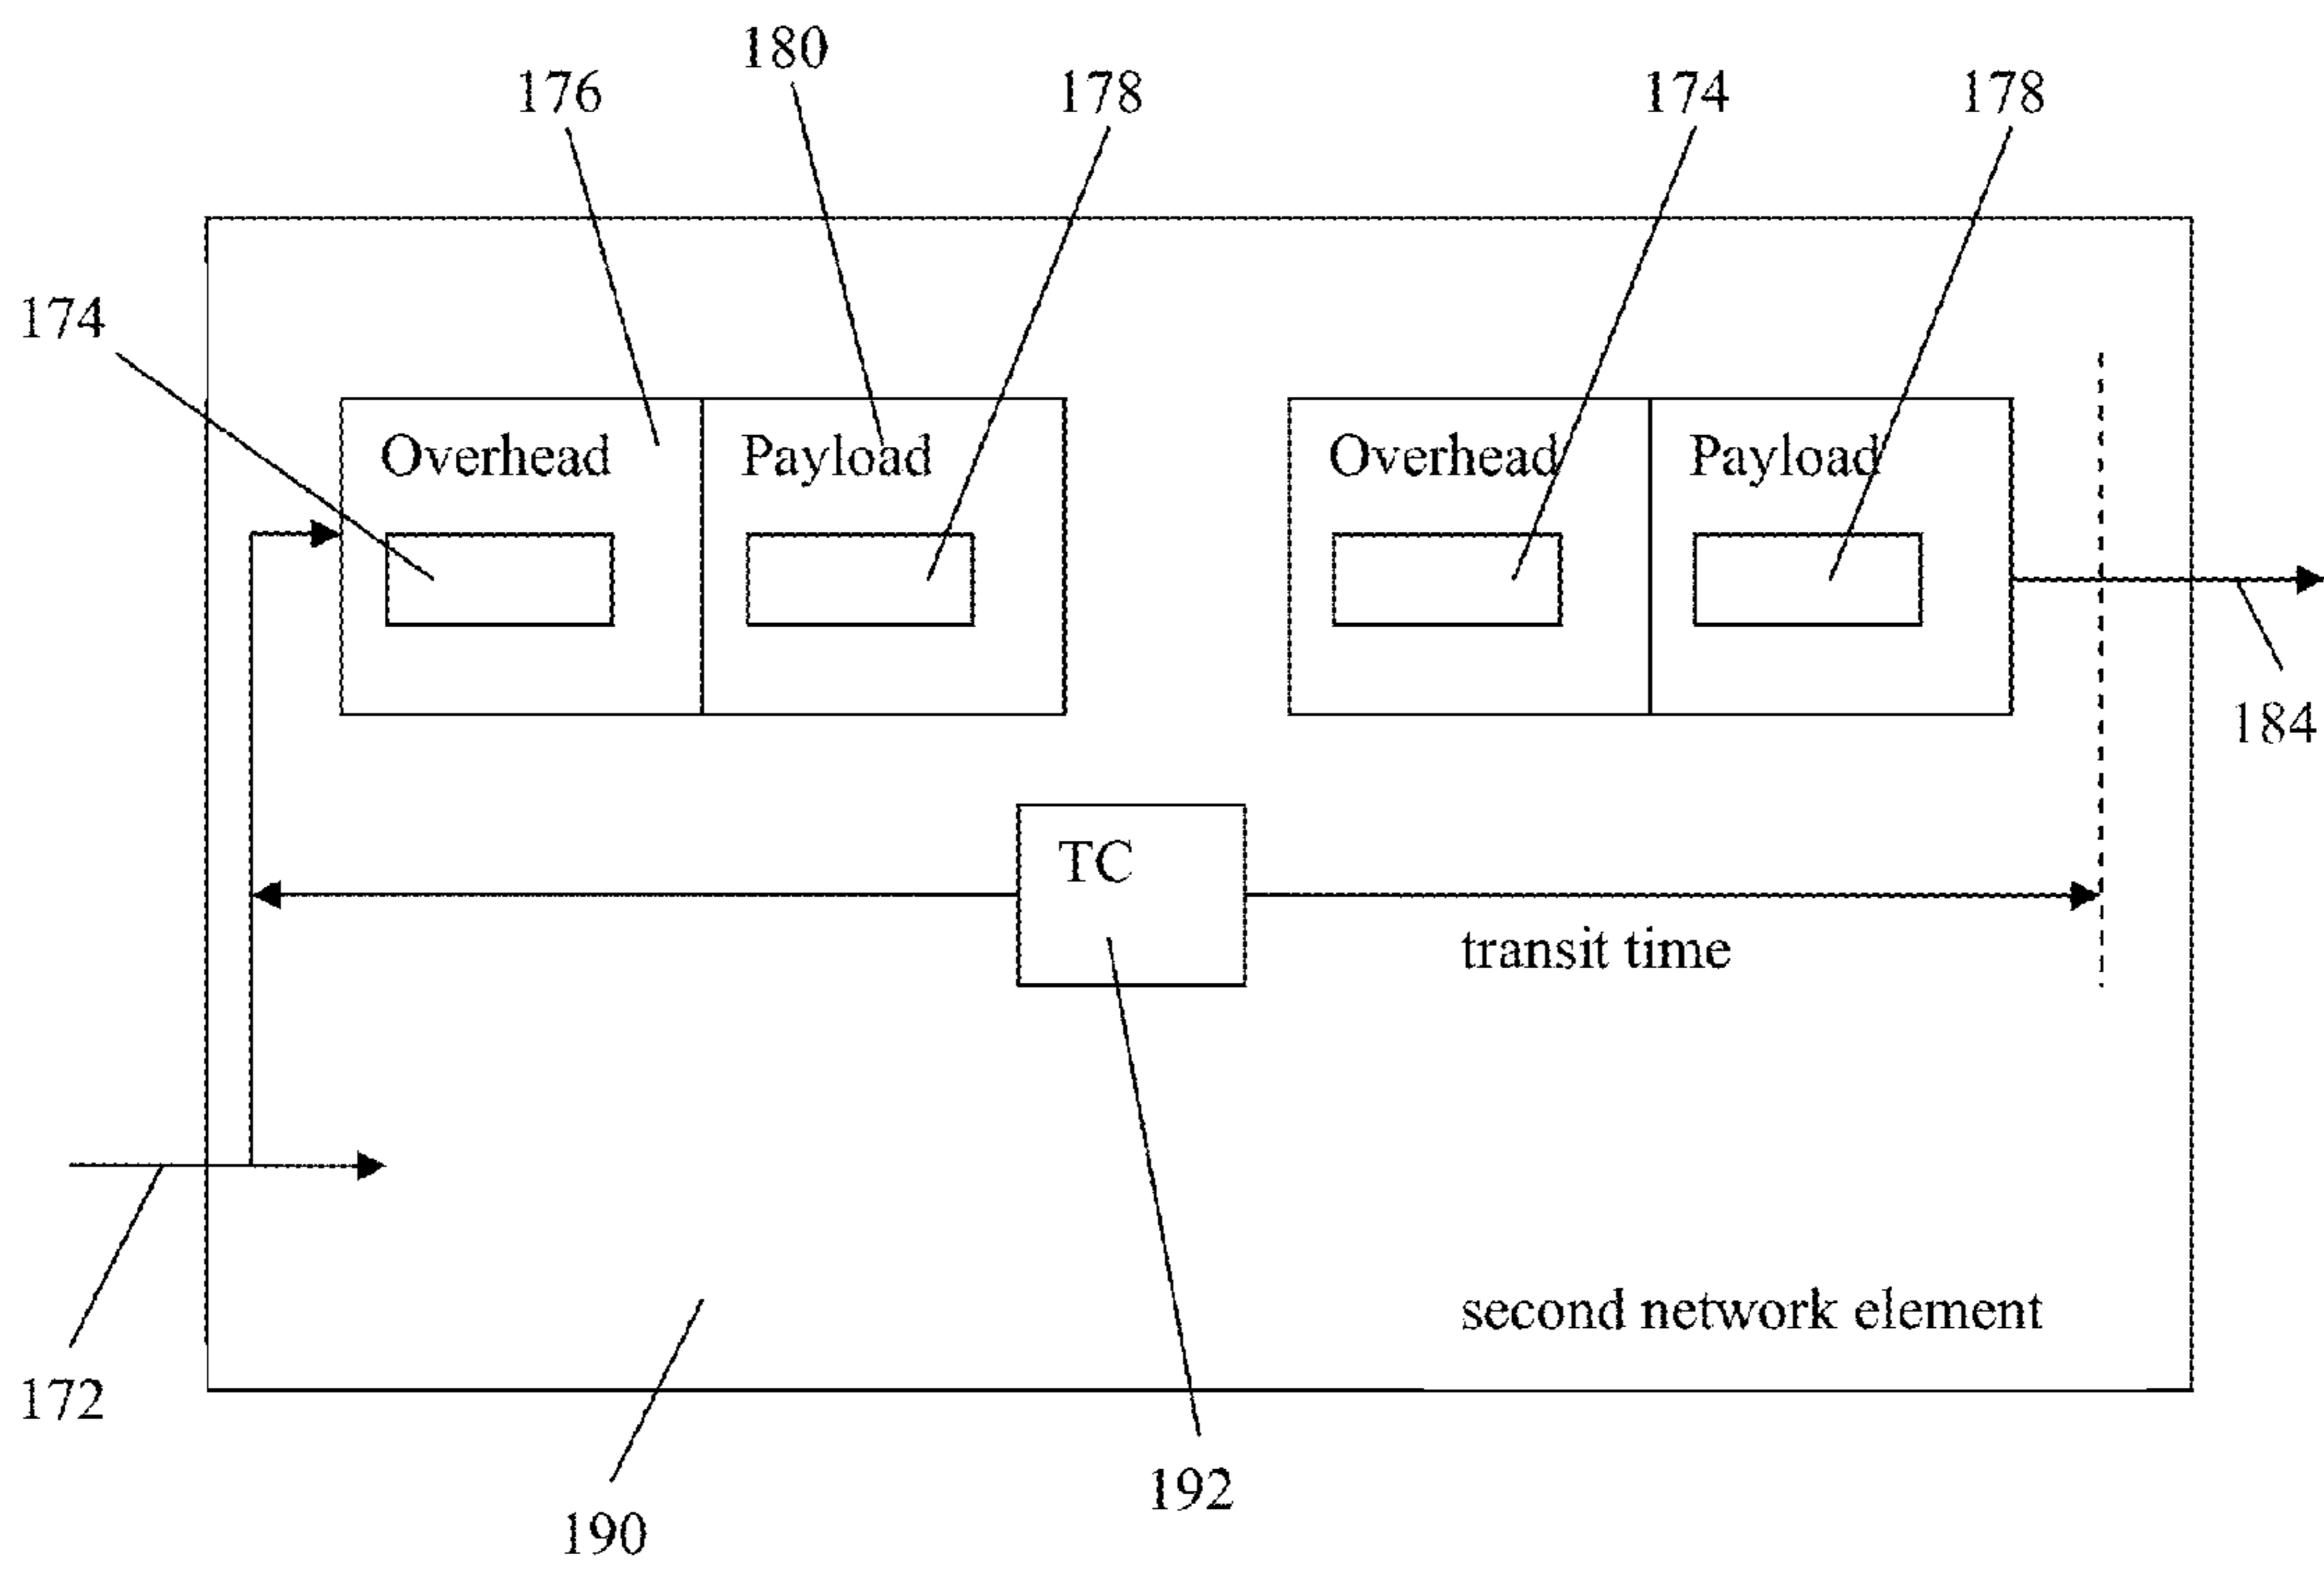 180
176
178
174
178
174
Overhead
Payload
Overhead
Payload
184
TC
transit time
second network element
172
192
190